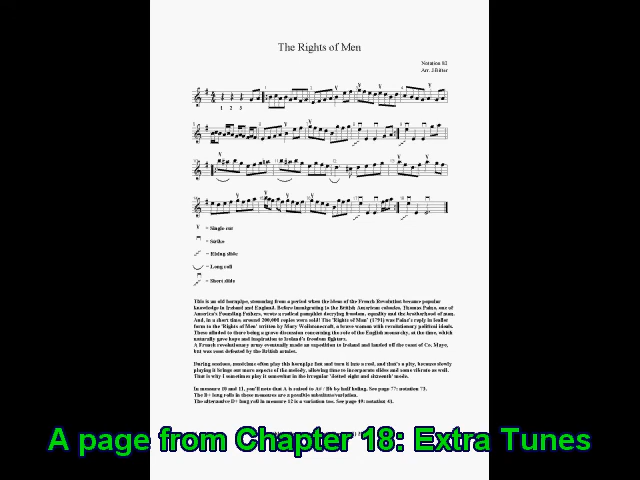 The Rights of Men
Notation 82
Arr. J.Bitter
1 2 3
= Single cut
= Strike
= Rising slide
= Long roll
= Short slide
This is an old hornpipe, stemming from a period when the ideas of the French Revolution became popular
knowledge in Ireland and England. Before immigrating to the British American colonies, Thomas Paine, one of
America's Founding Fathers, wrote a radical pamphlet decrying freedom, equality and the brotherhood of men.
And, in a short time, around 200,000 copies were sold! The 'Rights of Men' (1791) was Paine's reply in leaflet
form to the 'Rights of Men' written by Mary Wollstonecraft, a brave woman with revolutionary political ideals.
These alluded to there being a grave discussion concerning the role of the English monarchy, at the time, which
naturally gave hope and inspiration to Ireland's freedom fighters.
A French revolutionary army eventually made an expedition to Ireland and landed off the coast of Co. Mayo,
but was soon defeated by the British armies.
During sessions, musicians often play this hornpipe fast and turn it into a reel, and that's a pity, because slowly
playing it brings out more aspects of the melody, allowing time to incorporate slides and some vibrato as well.
That is why I sometimes play it somewhat in the irregular 'dotted eight and sixteenth' mode.
In measure 10 and 11, you'll note that A is raised to A# / Bb by half holing. See page 77: notation 73.
The B+ long rolls in these measures are a possible substitute/variation.
The alternative D+ long roll in measure 12 is a variation too. See page 49: notation 41.
A page from Chapter 18: Extra Tunes